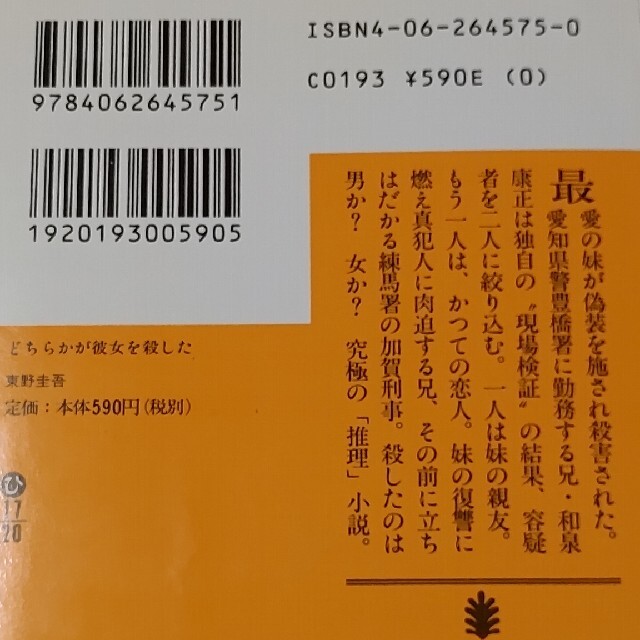 ISBN4-06-264575-0
C0193 ¥590E (0)
9784062645751
1920193005905
最愛の妹が偽装を施され殺害された。
愛知県警豊橋署に勤務する兄・和泉
康正は独自の〝現場検証〟の結果、容疑
者を二人に絞り込む。一人は妹の親友。
もう一人は、かつての恋人。妹の復讐に
燃え真犯人に肉迫する兄、その前に立ち
はだかる練馬署の加賀刑事。殺したのは
男か？　女か？　究極の「推理」小説。
どちらかが彼女を殺した
東野圭吾
定価：本体590円（税別）
ひ
17
20